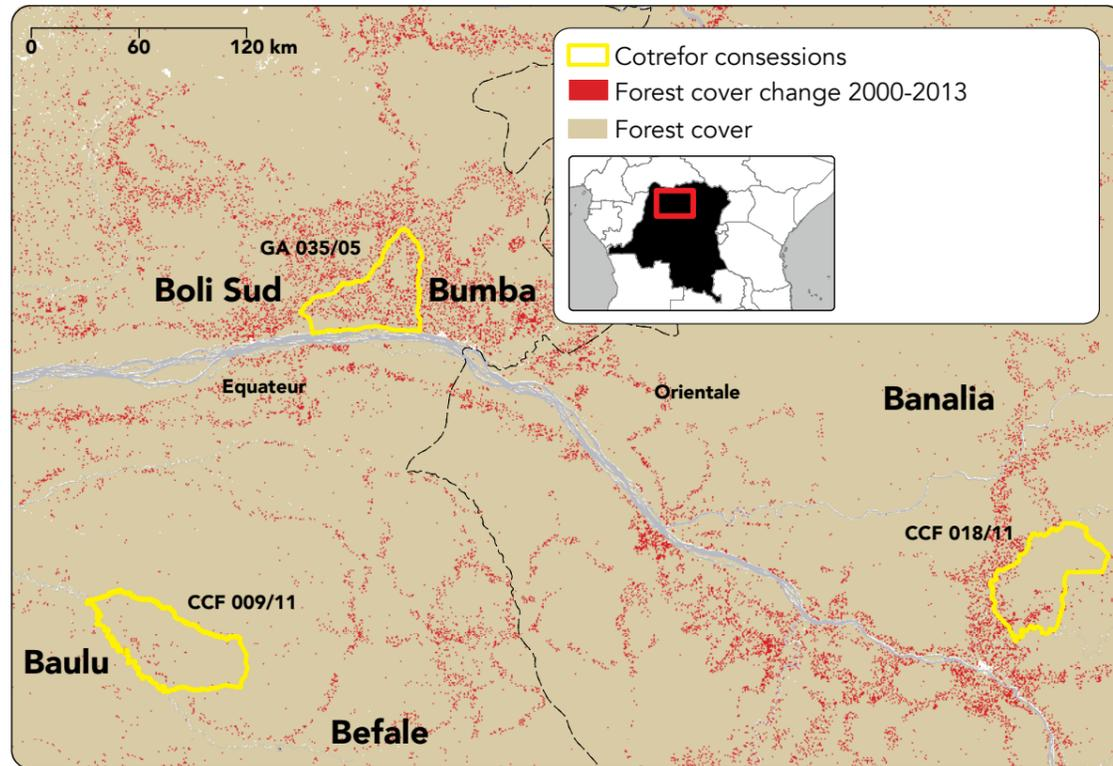 0 60 120 km
Cotrefor consessions
Forest cover change 2000-2013
Forest cover
GA 035/05
Boli Sud
Bumba
Equateur
Orientale
Banalia
CCF 018/11
CCF 009/11
Baulu
Befale